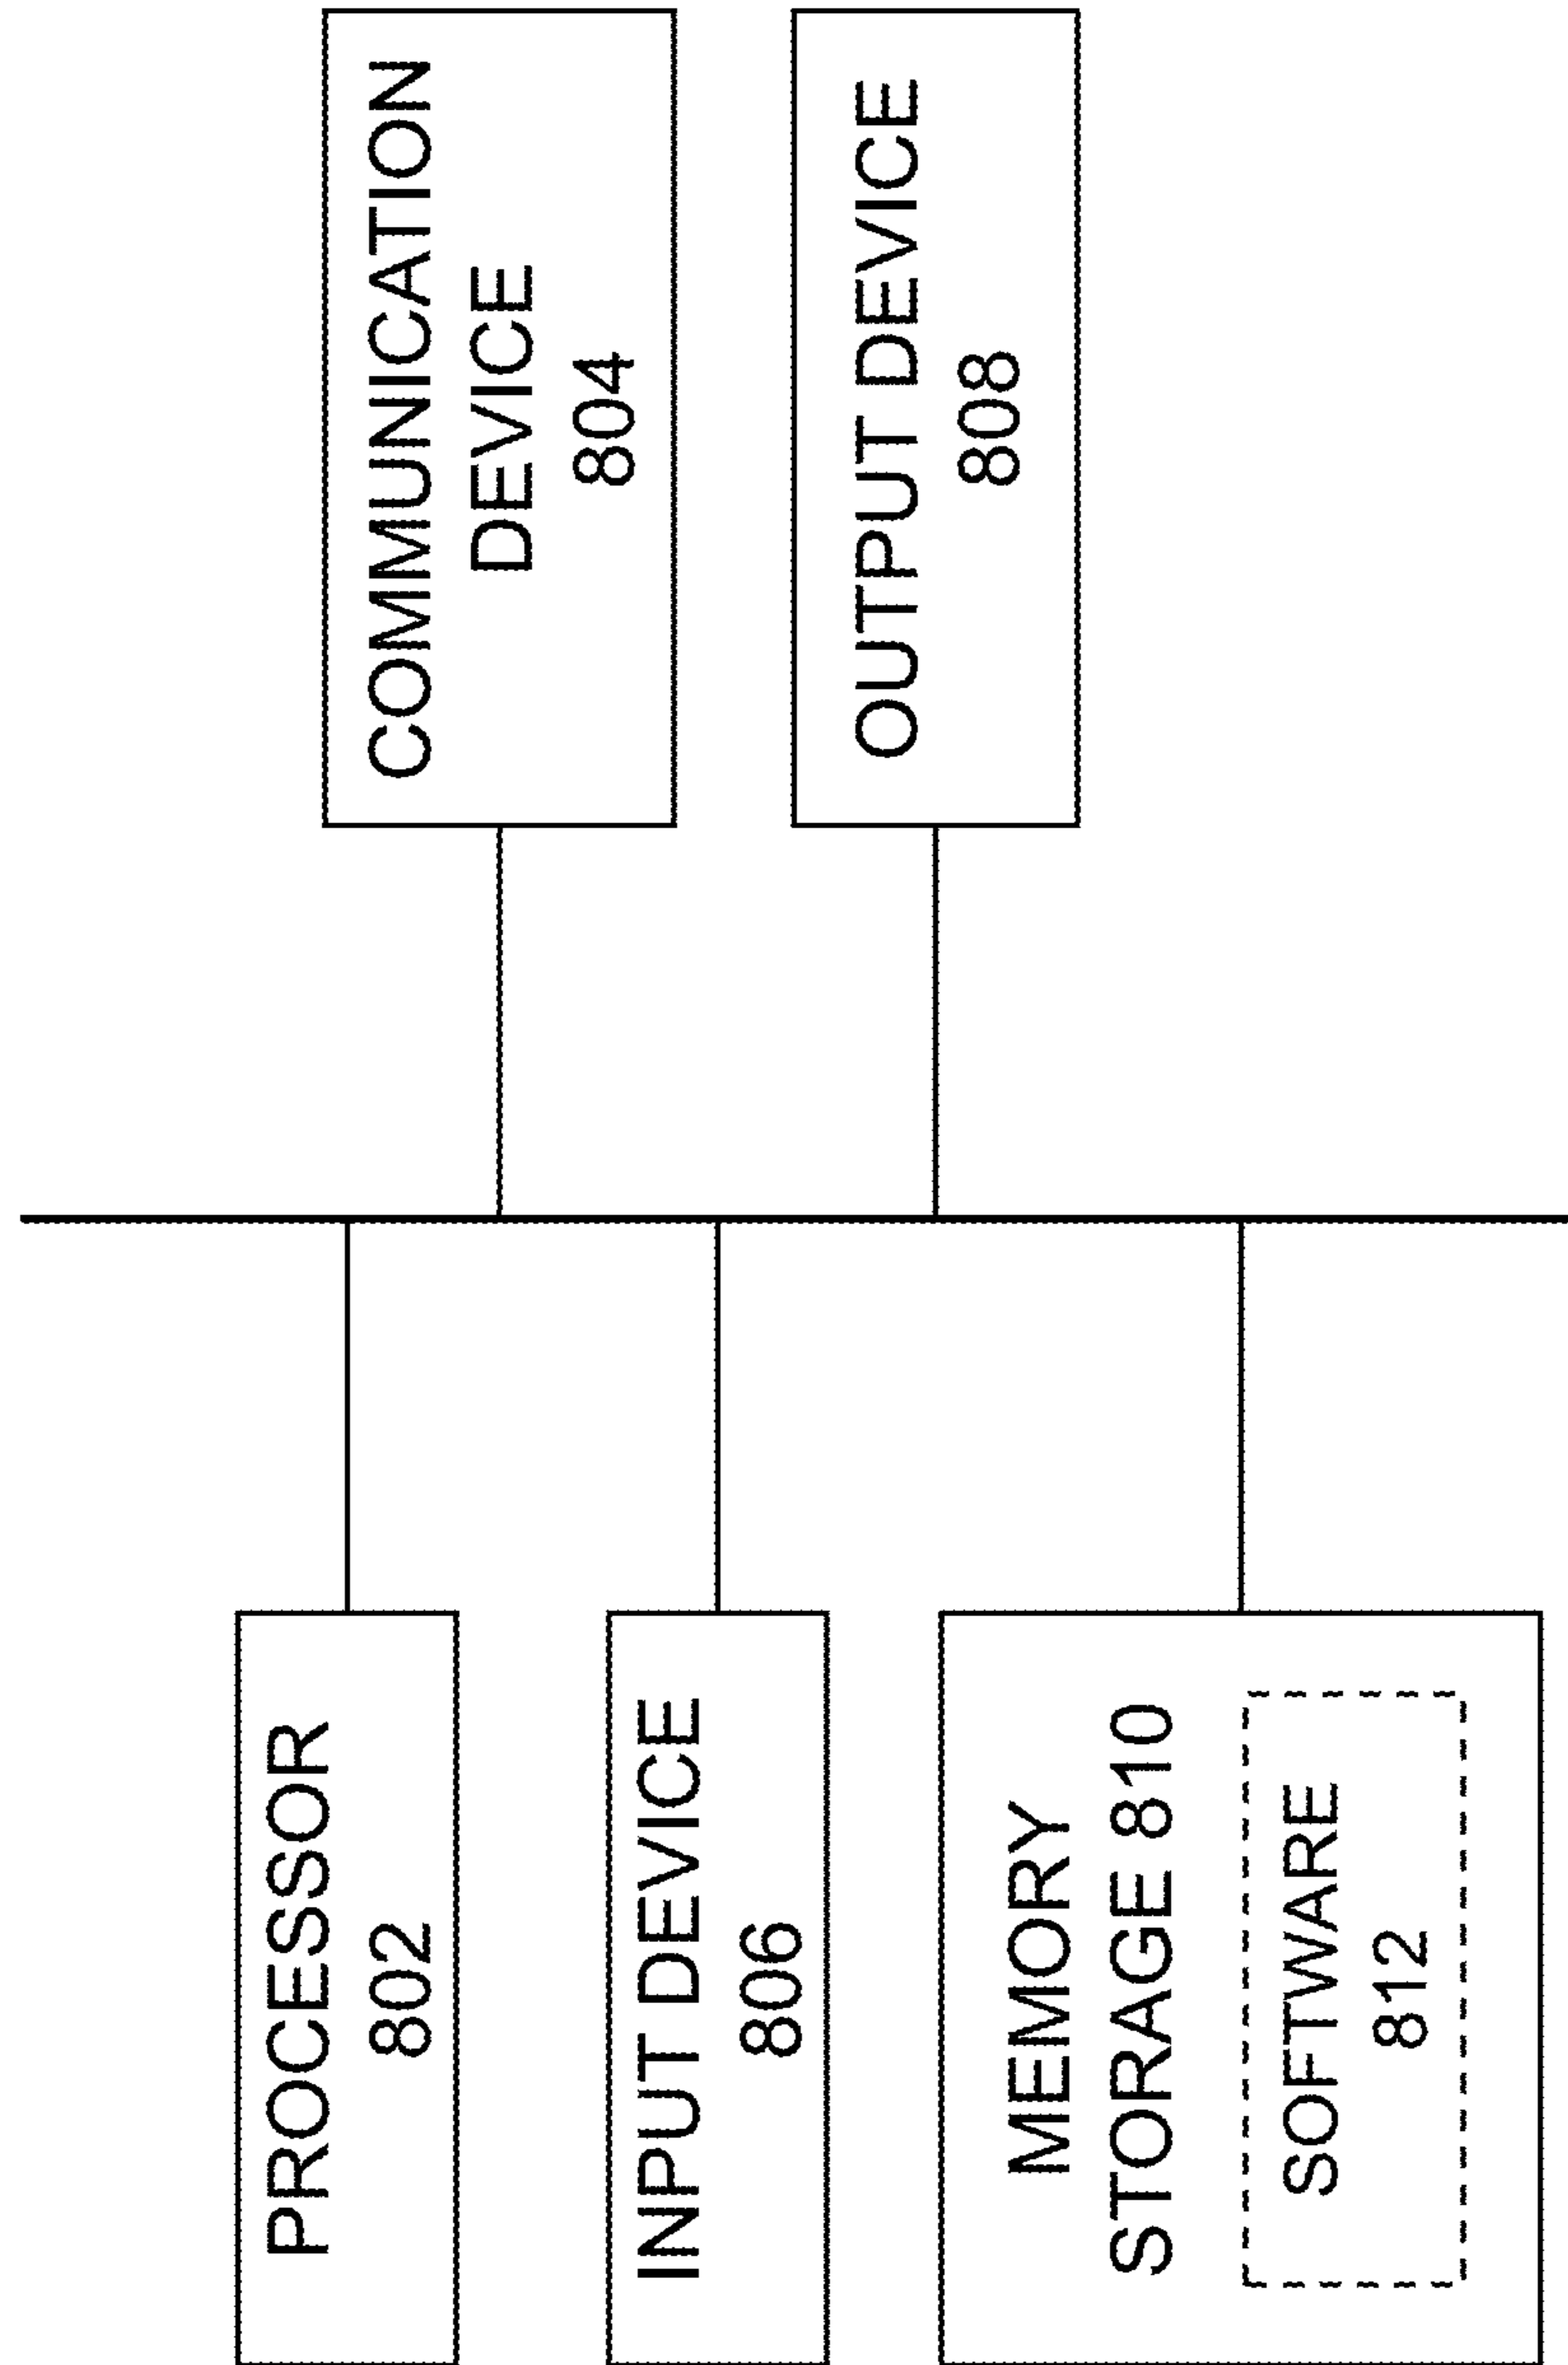 PROCESSOR
802
COMMUNICATION
DEVICE
804
INPUT DEVICE
806
OUTPUT DEVICE
808
MEMORY
STORAGE 810
SOFTWARE
812